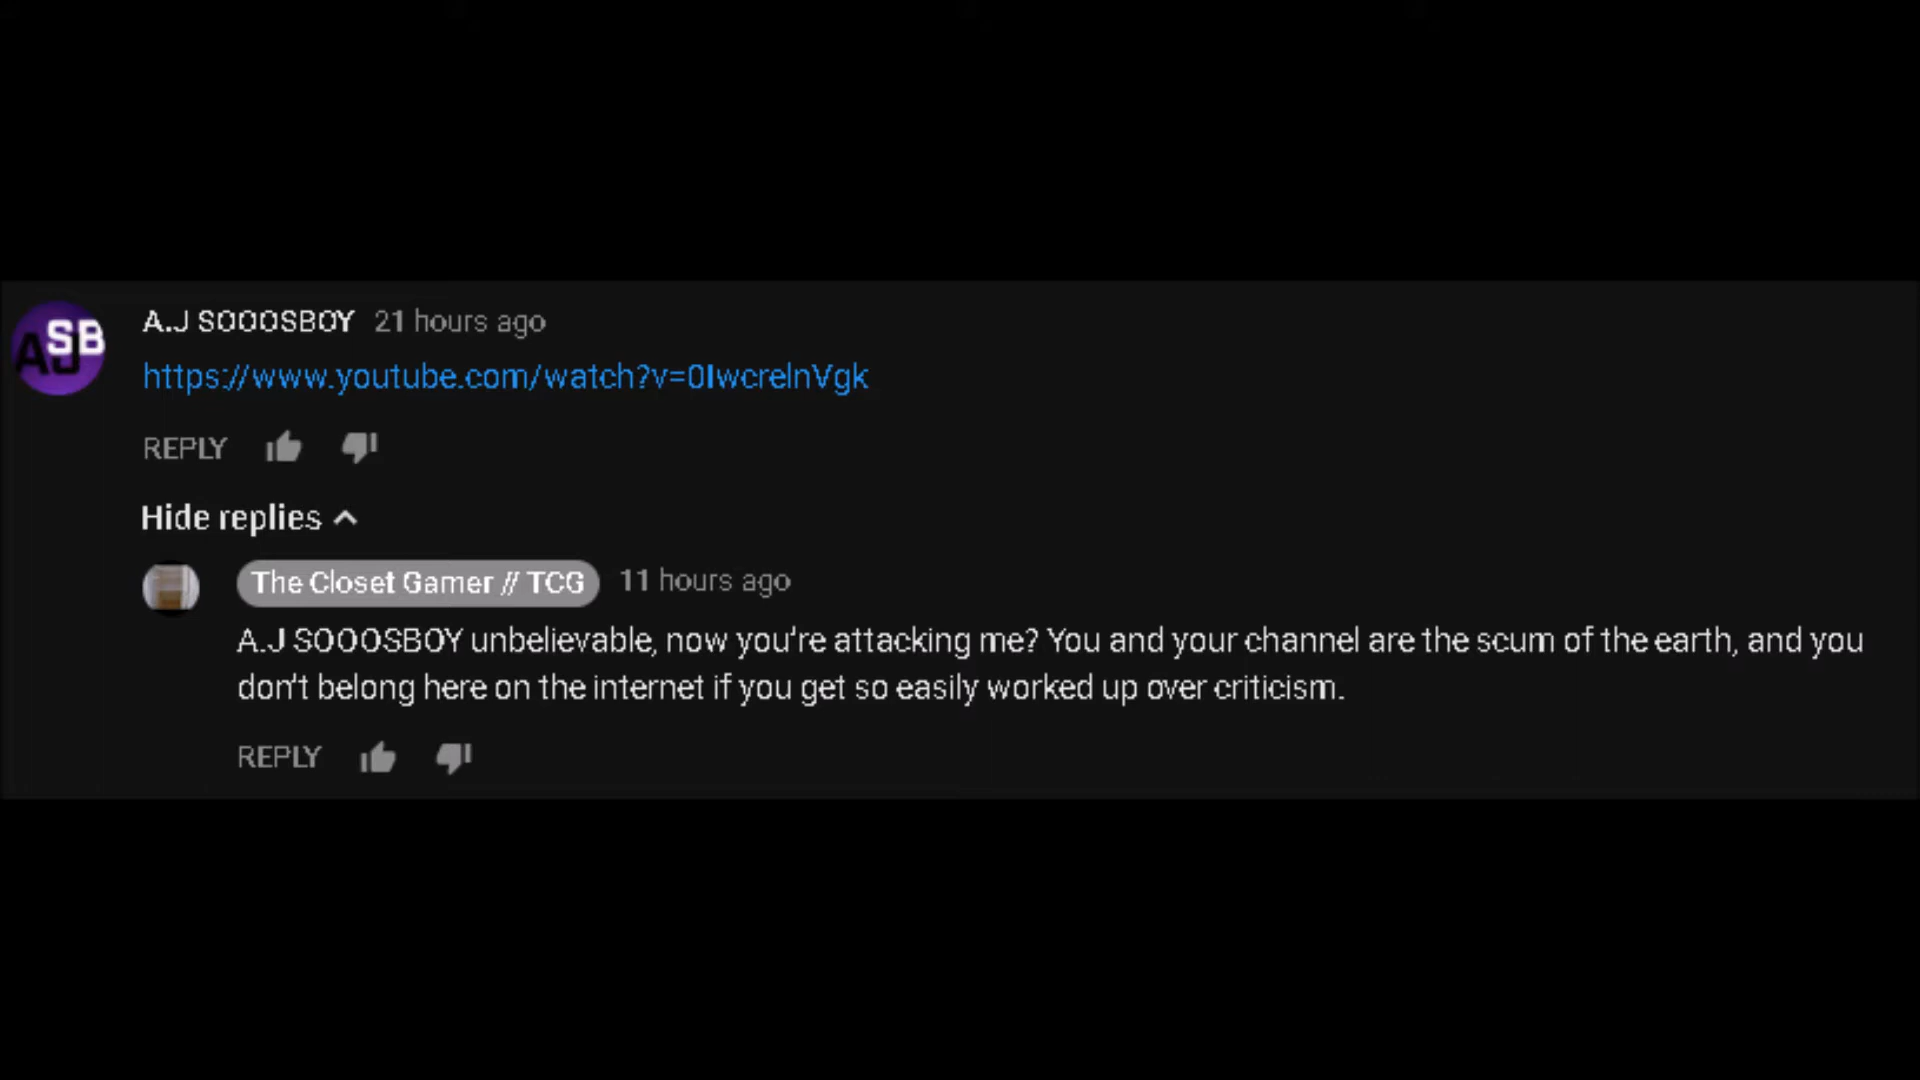 ASB
J
A.J SOOOSBOY 21 hours ago
https://www.youtube.com/watch?v=0IwcrelnVgk
REPLY
Hide replies
The Closet Gamer // TCG 11 hours ago
A.J SOOOSBOY unbelievable, now you're attacking me? You and your channel are the scum of the earth, and you
don't belong here on the internet if you get so easily worked up over criticism.
REPLY